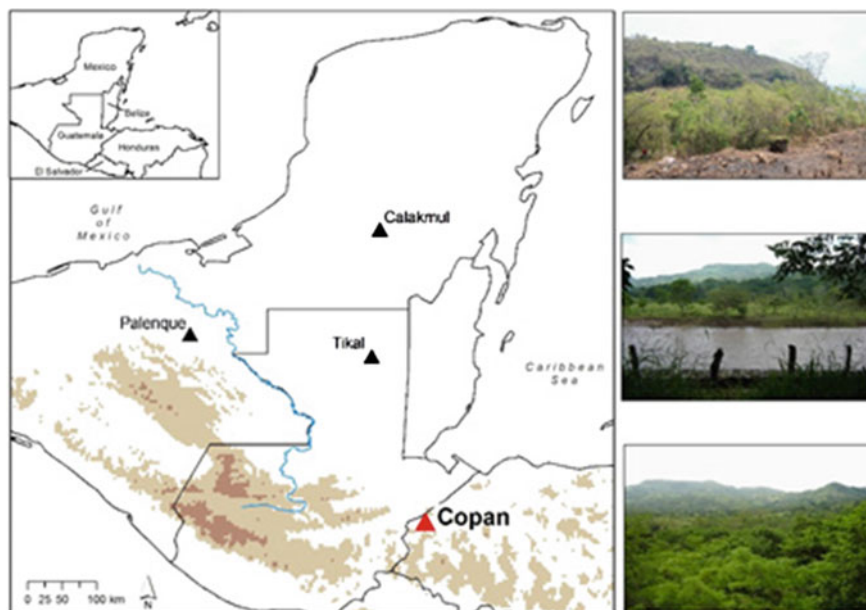 Mexico
Belize
Guatemala
Honduras
El Salvador
Gulf
of
Mexico
Calakmul
Palenque
Tikal
Caribbean
Sea
Copan
0 25 50 100 km
N